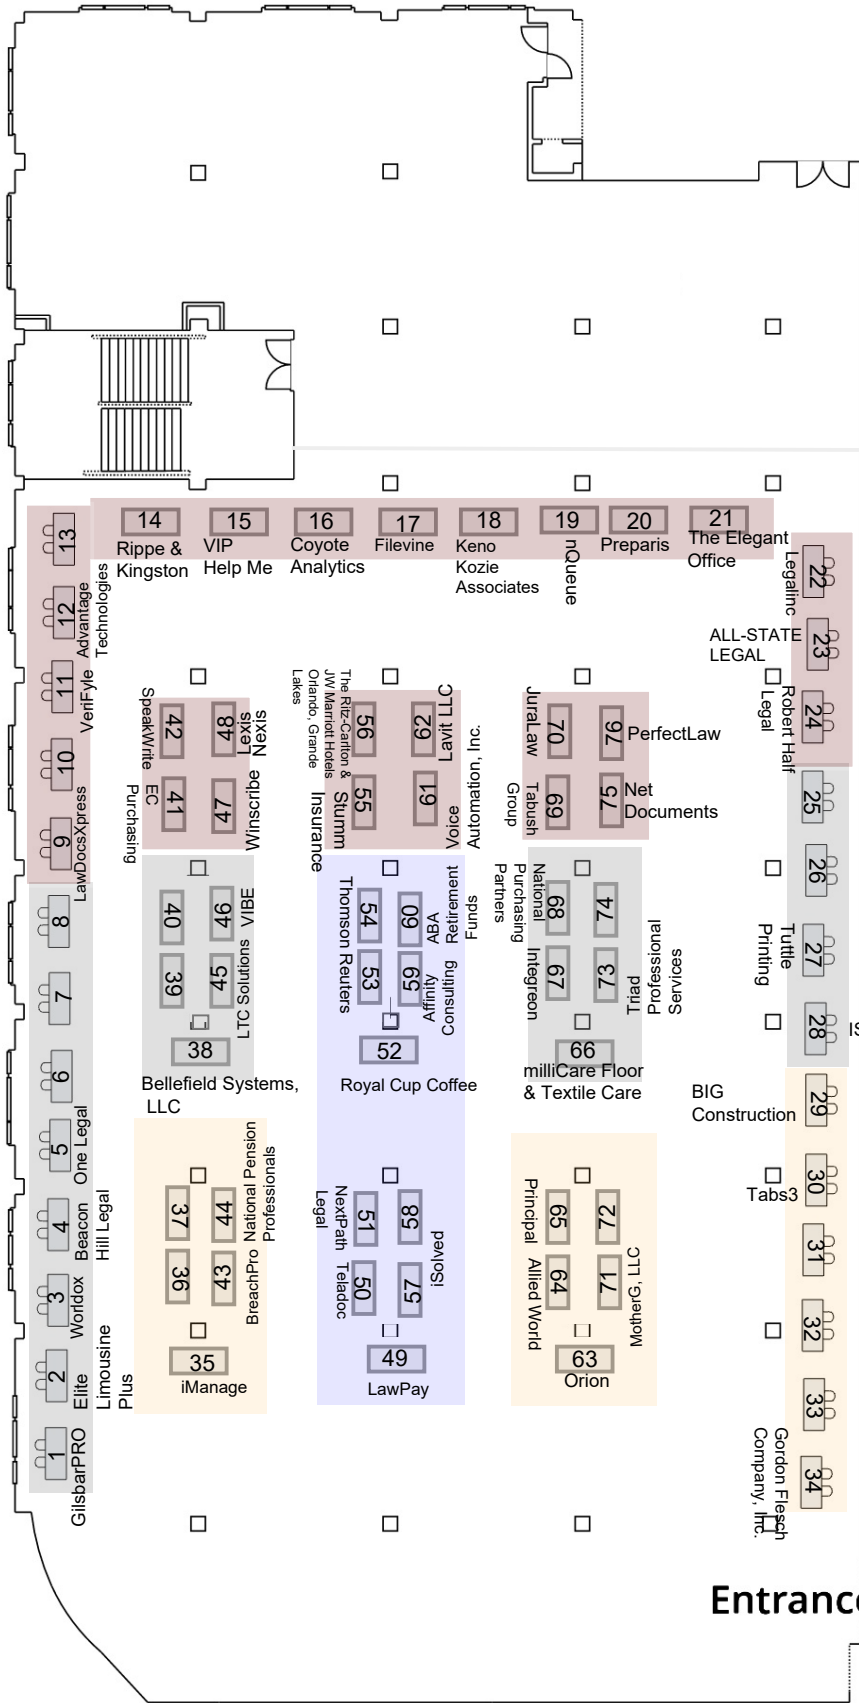 14
15
16
17
18
19
20
21
Rippe &
Kingston
VIP
Help Me
Coyote
Analytics
Filevine
Keno
Kozie
Associates
nQueue
Preparis
The Elegant
Office
13
12
Advantage
Technologies
11
VeriFyle
10
9
LawDocsXpress
8
7
6
5
One Legal
4
Beacon
Hill Legal
3
Worldox
2
Elite
Limousine
Plus
1
GilsbarPRO
22
Legalinc
23
ALL-STATE
LEGAL
24
Robert Half
Legal
25
26
27
Tuttle
Printing
28
IS
29
BIG
Construction
30
Tabs3
31
32
33
34
Gordon Flesch
Company, Inc.
42
SpeakWrite
48
Lexis
Nexis
41
EC
Purchasing
47
Winscribe
40
46
VIBE
39
45
LTC Solutions
38
Bellefield Systems,
LLC
37
44
National Pension
Professionals
36
43
BreachPro
35
iManage
56
The Ritz-Carlton &
JW Marriott Hotels
Orlando, Grande
Lakes
62
Lavit LLC
55
Stumm
Insurance
61
Voice
Automation, Inc.
54
Thomson Reuters
60
ABA
Retirement
Funds
53
59
Affinity
Consulting
52
Royal Cup Coffee
51
NextPath
Legal
58
50
Teladoc
57
iSolved
49
LawPay
70
JuraLaw
76
PerfectLaw
69
Tabush
Group
75
Net
Documents
68
National
Purchasing
Partners
74
67
Integreon
73
Triad
Professional
Services
66
milliCare Floor
& Textile Care
65
Principal
72
64
Allied World
71
MotherG, LLC
63
Orion
Entrance